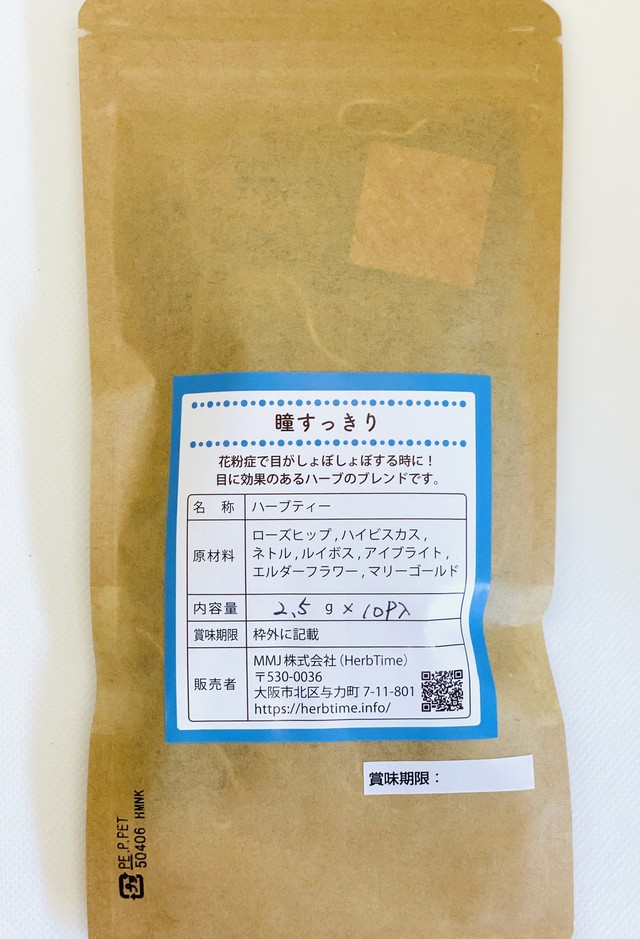 瞳すっきり
花粉症で目がしょぼしょぼする時に！
目に効果のあるハーブのブレンドです。
名 称 ハーブティー
原材料 ローズヒップ,ハイビスカス,
ネトル,ルイボス,アイブライト,
エルダーフラワー,マリーゴールド
内容量 2.5 g × 10P入
賞味期限 枠外に記載
販売者 MMJ株式会社（HerbTime）
〒530-0036
大阪市北区与力町 7-11-801
https://herbtime.info/
賞味期限：
PE,P,PET
50406 HMNK